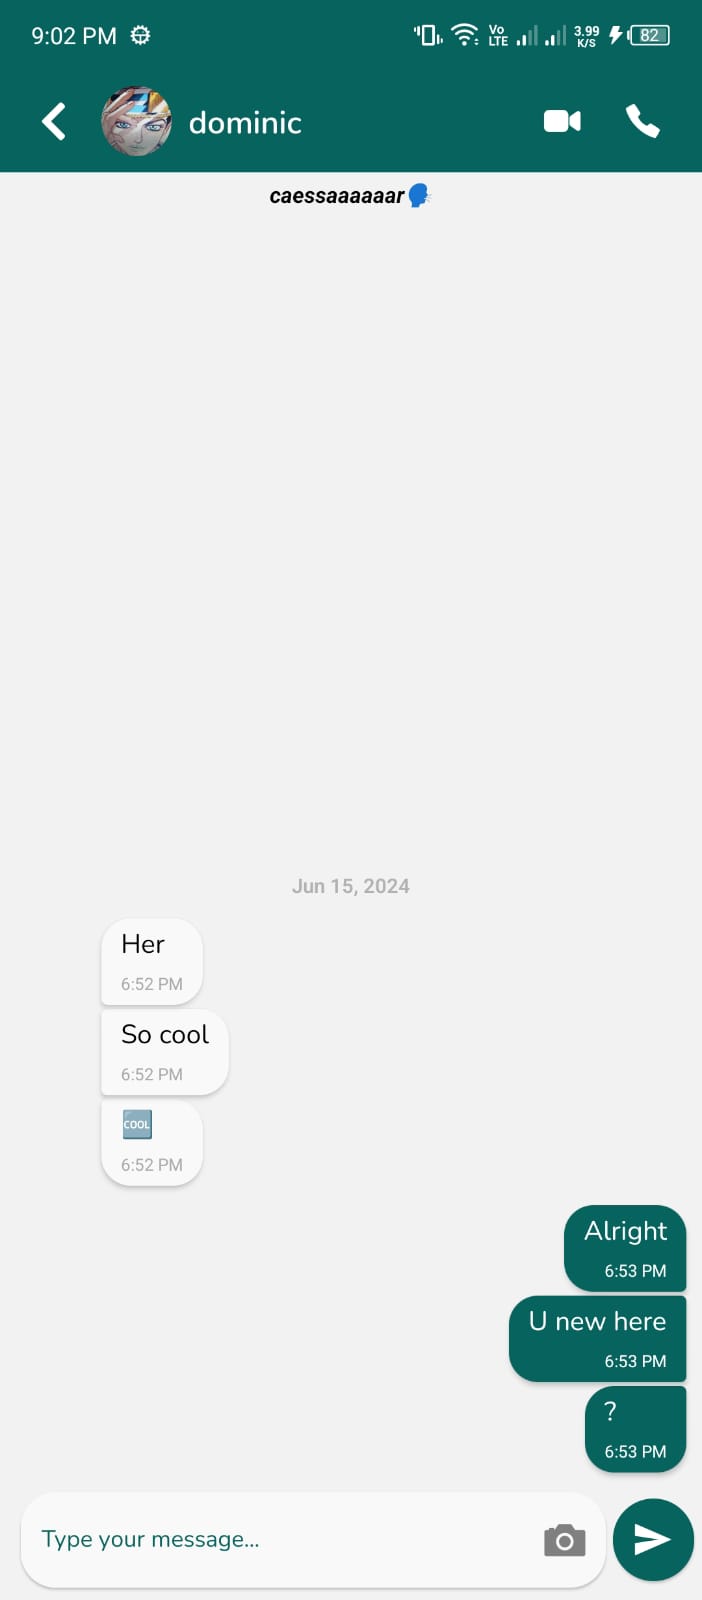 9:02 PM
Vo LTE 3.99 K/S 82
dominic
caessaaaaaar🗣️
Jun 15, 2024
Her
6:52 PM
So cool
6:52 PM
🆒
6:52 PM
Alright
6:53 PM
U new here
6:53 PM
?
6:53 PM
Type your message...